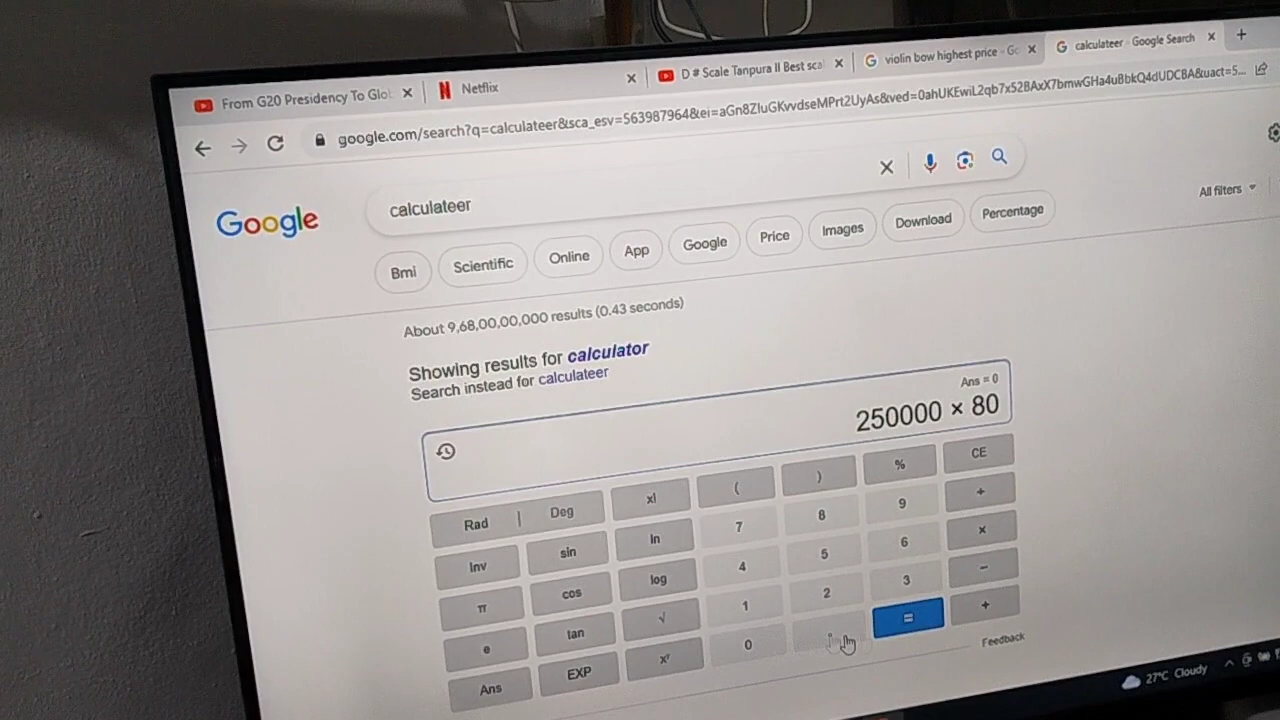 From G20 Presidency To Glo
Netflix
D # Scale Tanpura II Best sca
violin bow highest price - Go
calculateer - Google Search
google.com/search?q=calculateer&sca_esv=563987964&ei=aGn8ZIuGKvvdseMPrt2UyAs&ved=0ahUKEwiL2qb7x52BAxX7bmwGHa4uBbkQ4dUDCBA&uact=5...
Google
calculateer
Bmi Scientific Online App Google Price Images Download Percentage
All filters
About 9,68,00,00,000 results (0.43 seconds)
Showing results for calculator
Search instead for calculateer
Ans = 0
250000 × 80
Rad | Deg x! ( ) % CE
Inv sin ln 7 8 9 ÷
π cos log 4 5 6 ×
e tan √ 1 2 3 −
Ans EXP xʸ 0 . = +
Feedback
27°C Cloudy